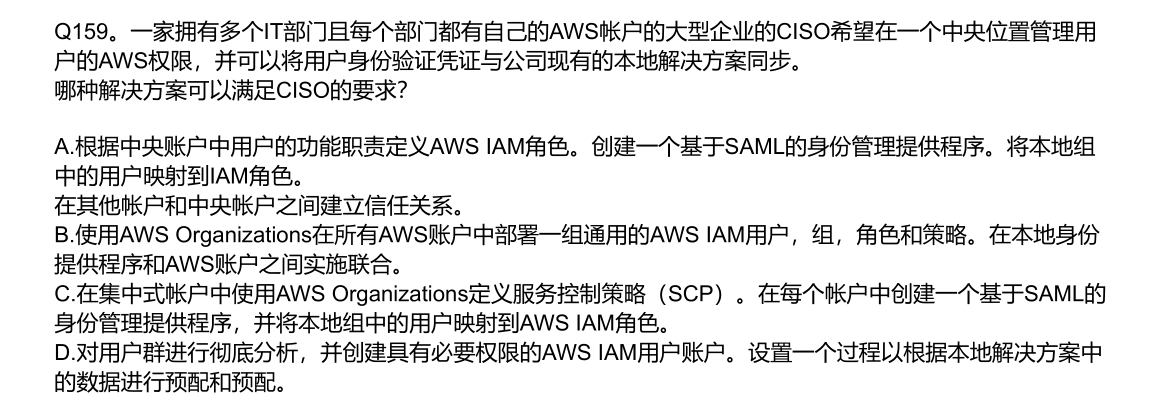 Q159。一家拥有多个IT部门且每个部门都有自己的AWS帐户的大型企业的CISO希望在一个中央位置管理用
户的AWS权限，并可以将用户身份验证凭证与公司现有的本地解决方案同步。
哪种解决方案可以满足CISO的要求？
A.根据中央账户中用户的功能职责定义AWS IAM角色。创建一个基于SAML的身份管理提供程序。将本地组
中的用户映射到IAM角色。
在其他帐户和中央帐户之间建立信任关系。
B.使用AWS Organizations在所有AWS账户中部署一组通用的AWS IAM用户，组，角色和策略。在本地身份
提供程序和AWS账户之间实施联合。
C.在集中式帐户中使用AWS Organizations定义服务控制策略（SCP）。在每个帐户中创建一个基于SAML的
身份管理提供程序，并将本地组中的用户映射到AWS IAM角色。
D.对用户群进行彻底分析，并创建具有必要权限的AWS IAM用户账户。设置一个过程以根据本地解决方案中
的数据进行预配和预配。